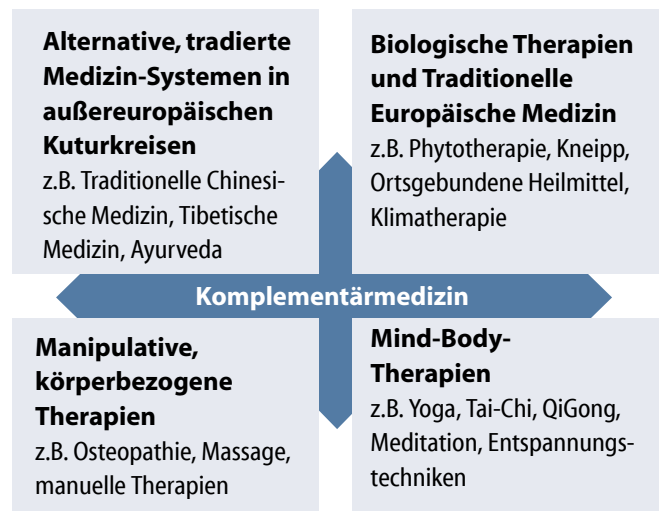 Alternative, tradierte
Medizin-Systemen in
außereuropäischen
Kuturkreisen
z.B. Traditionelle Chinesi-
sche Medizin, Tibetische
Medizin, Ayurveda
Biologische Therapien
und Traditionelle
Europäische Medizin
z.B. Phytotherapie, Kneipp,
Ortsgebundene Heilmittel,
Klimatherapie
Komplementärmedizin
Manipulative,
körperbezogene
Therapien
z.B. Osteopathie, Massage,
manuelle Therapien
Mind-Body-
Therapien
z.B. Yoga, Tai-Chi, QiGong,
Meditation, Entspannungs-
techniken